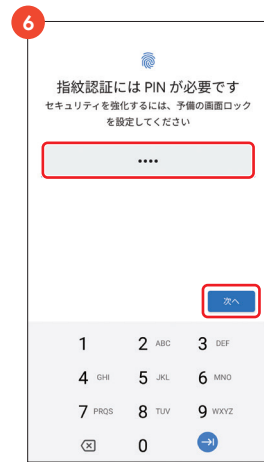 6
指紋認証には PIN が必要です
セキュリティを強化するには、予備の画面ロック
を設定してください
••••
次へ
1 2 ABC 3 DEF
4 GHI 5 JKL 6 MNO
7 PRQS 8 TUV 9 WXYZ
0